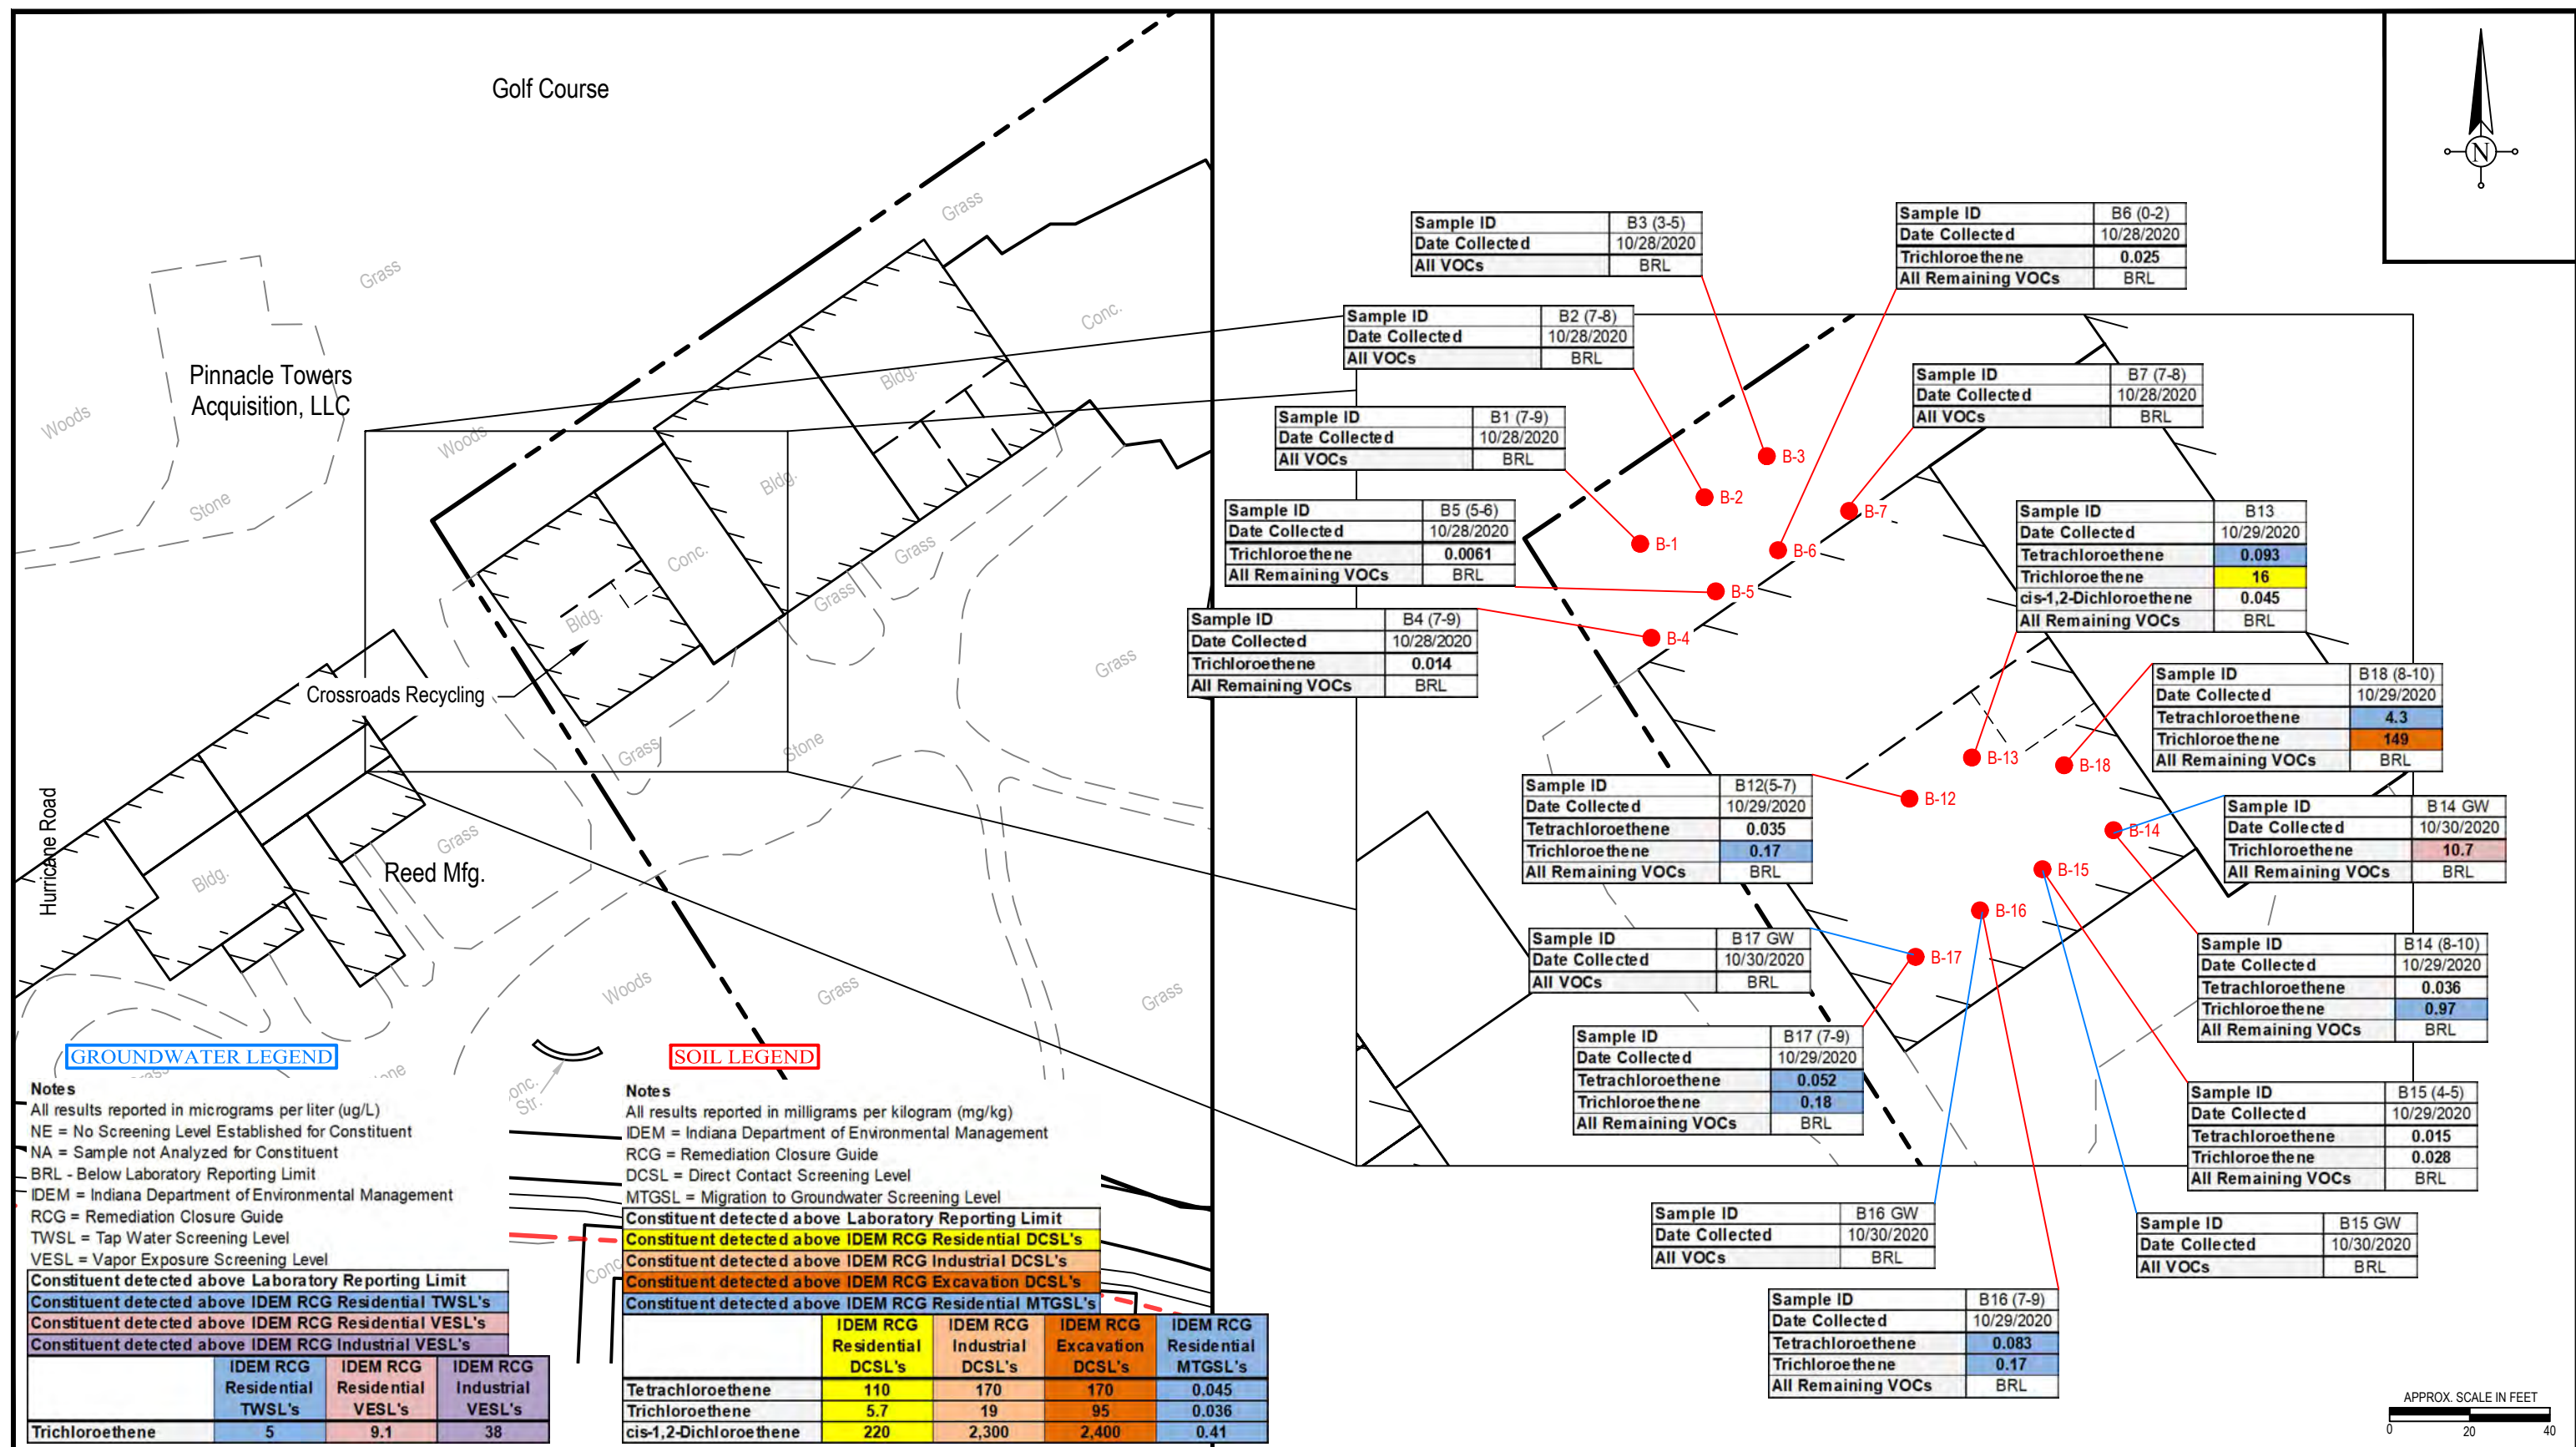 Golf Course
Grass
Grass
Conc.
Pinnacle Towers
Acquisition, LLC
Woods
Woods
Bldg.
Bldg.
Stone
Conc.
Grass
Grass
Bldg.
Grass
Crossroads Recycling
Grass
Stone
Hurricane Road
Grass
Bldg.
Reed Mfg.
Woods
Grass
Grass
Conc.
Str.
Conc.
GROUNDWATER LEGEND
Notes
All results reported in micrograms per liter (ug/L)
NE = No Screening Level Established for Constituent
NA = Sample not Analyzed for Constituent
BRL - Below Laboratory Reporting Limit
IDEM = Indiana Department of Environmental Management
RCG = Remediation Closure Guide
TWSL = Tap Water Screening Level
VESL = Vapor Exposure Screening Level
Constituent detected above Laboratory Reporting Limit
Constituent detected above IDEM RCG Residential TWSL's
Constituent detected above IDEM RCG Residential VESL's
Constituent detected above IDEM RCG Industrial VESL's
IDEM RCG IDEM RCG IDEM RCG
Residential Residential Industrial
TWSL's VESL's VESL's
Trichloroethene 5 9.1 38
SOIL LEGEND
Notes
All results reported in milligrams per kilogram (mg/kg)
IDEM = Indiana Department of Environmental Management
RCG = Remediation Closure Guide
DCSL = Direct Contact Screening Level
MTGSL = Migration to Groundwater Screening Level
Constituent detected above Laboratory Reporting Limit
Constituent detected above IDEM RCG Residential DCSL's
Constituent detected above IDEM RCG Industrial DCSL's
Constituent detected above IDEM RCG Excavation DCSL's
Constituent detected above IDEM RCG Residential MTGSL's
IDEM RCG IDEM RCG IDEM RCG IDEM RCG
Residential Industrial Excavation Residential
DCSL's DCSL's DCSL's MTGSL's
Tetrachloroethene 110 170 170 0.045
Trichloroethene 5.7 19 95 0.036
cis-1,2-Dichloroethene 220 2,300 2,400 0.41
N
Sample ID B3 (3-5)
Date Collected 10/28/2020
All VOCs BRL
Sample ID B6 (0-2)
Date Collected 10/28/2020
Trichloroethene 0.025
All Remaining VOCs BRL
Sample ID B2 (7-8)
Date Collected 10/28/2020
All VOCs BRL
Sample ID B7 (7-8)
Date Collected 10/28/2020
All VOCs BRL
Sample ID B1 (7-9)
Date Collected 10/28/2020
All VOCs BRL
Sample ID B5 (5-6)
Date Collected 10/28/2020
Trichloroethene 0.0061
All Remaining VOCs BRL
Sample ID B13
Date Collected 10/29/2020
Tetrachloroethene 0.093
Trichloroethene 16
cis-1,2-Dichloroethene 0.045
All Remaining VOCs BRL
Sample ID B4 (7-9)
Date Collected 10/28/2020
Trichloroethene 0.014
All Remaining VOCs BRL
Sample ID B18 (8-10)
Date Collected 10/29/2020
Tetrachloroethene 4.3
Trichloroethene 149
All Remaining VOCs BRL
Sample ID B12(5-7)
Date Collected 10/29/2020
Tetrachloroethene 0.035
Trichloroethene 0.17
All Remaining VOCs BRL
Sample ID B14 GW
Date Collected 10/30/2020
Trichloroethene 10.7
All Remaining VOCs BRL
Sample ID B17 GW
Date Collected 10/30/2020
All VOCs BRL
Sample ID B14 (8-10)
Date Collected 10/29/2020
Tetrachloroethene 0.036
Trichloroethene 0.97
All Remaining VOCs BRL
Sample ID B17 (7-9)
Date Collected 10/29/2020
Tetrachloroethene 0.052
Trichloroethene 0.18
All Remaining VOCs BRL
Sample ID B15 (4-5)
Date Collected 10/29/2020
Tetrachloroethene 0.015
Trichloroethene 0.028
All Remaining VOCs BRL
Sample ID B16 GW
Date Collected 10/30/2020
All VOCs BRL
Sample ID B15 GW
Date Collected 10/30/2020
All VOCs BRL
Sample ID B16 (7-9)
Date Collected 10/29/2020
Tetrachloroethene 0.083
Trichloroethene 0.17
All Remaining VOCs BRL
B-3
B-2
B-7
B-1
B-6
B-5
B-4
B-13
B-18
B-12
B-14
B-15
B-16
B-17
APPROX. SCALE IN FEET
0 20 40